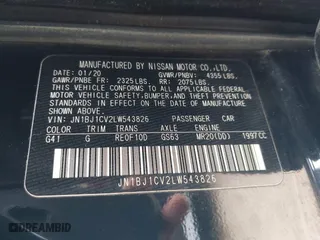 MANUFACTURED BY NISSAN MOTOR CO.,LTD.
DATE: 01/20 GVWR/PNBV: 4355 LBS.
GAWR/PNBE FR: 2325 LBS. RR: 2075 LBS.
THIS VEHICLE CONFORMS TO ALL APPLICABLE
FEDERAL MOTOR VEHICLE
SAFETY, BUMPER, AND THEFT PREVENTION
STANDARDS IN EFFECT ON THE DATE OF MANUFACTURE
SHOWN ABOVE.
VIN: JN1BJ1CV2LW543826 PASSENGER CAR
COLOR TRIM TRANS AXLE MODEL ENGINE
G41 G RE0F10D GS63 MR20(DD) 1997CC
JN1BJ1CV2LW543826